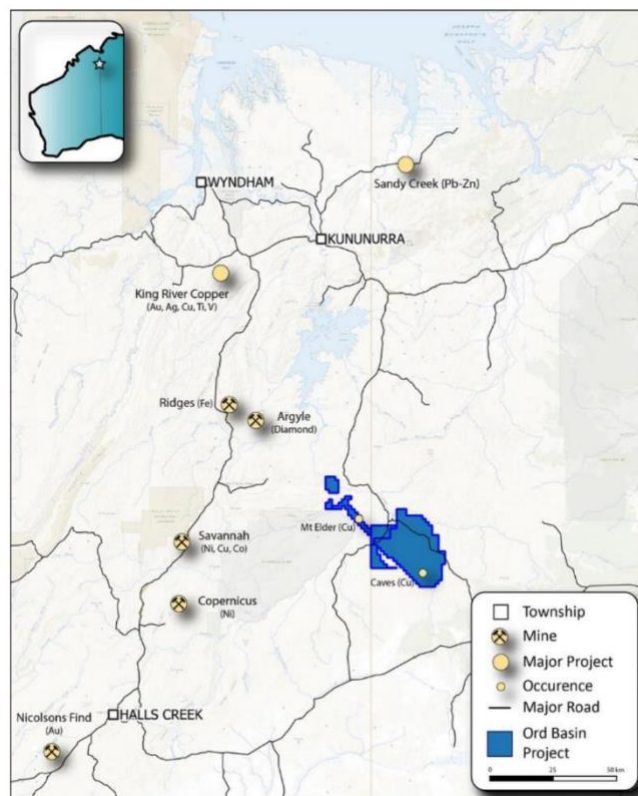 WYNDHAM
Sandy Creek (Pb-Zn)
KUNUNURRA
King River Copper
(Au, Ag, Cu, Ti, V)
Ridges (Fe)
Argyle
(Diamond)
Mt Elder (Cu)
Savannah
(Ni, Cu, Co)
Caves (Cu)
Copernicus
(Ni)
HALLS CREEK
Nicolsons Find
(Au)
Township
Mine
Major Project
Occurence
Major Road
Ord Basin
Project
0 25 50 km